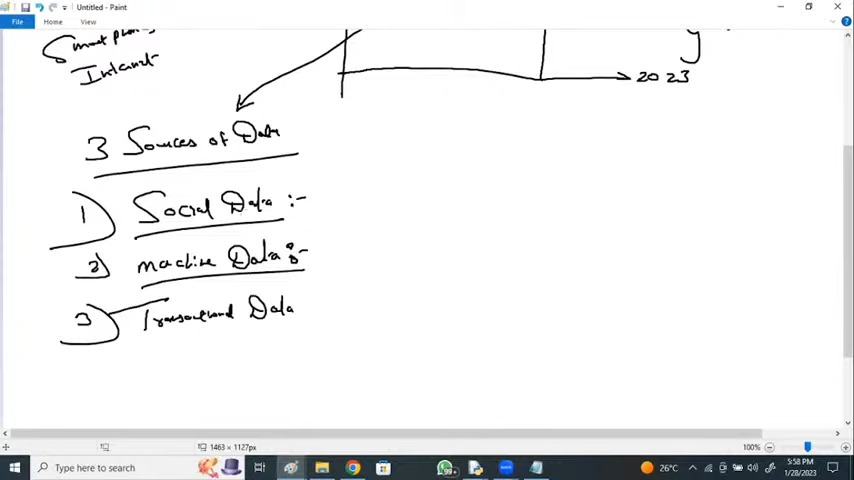 Untitled - Paint
File Home View
Smart phones
Internet
y
2023
3 Sources of Data
1) Social Data :-
2) Machine Data :-
3) Transactional Data
1463 × 1127px
100%
Type here to search
99+
26°C
5:58 PM
1/28/2023